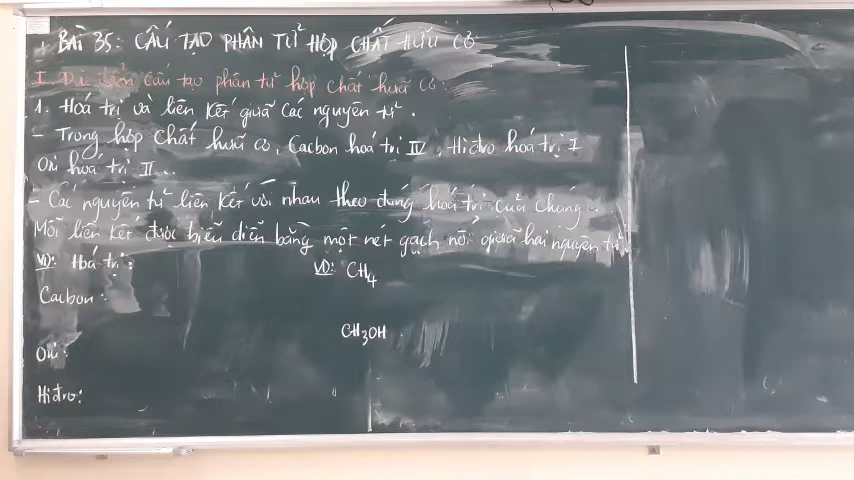 BÀI 35: CẤU TẠO PHÂN TỬ HỢP CHẤT HỮU CƠ
I. Đặc điểm cấu tạo phân tử hợp chất hữu cơ:
1. Hoá trị và liên kết giữa các nguyên tử.
- Trong hợp chất hữu cơ, Cacbon hoá trị IV, Hiđro hoá trị I
Oxi hoá trị II...
- Các nguyên tử liên kết với nhau theo đúng hoá trị của chúng.
Mỗi liên kết được biểu diễn bằng một nét gạch nối giữa hai nguyên tử.
VD: Hoá trị:
VD: CH₄
Cacbon:
CH₃OH
Oxi:
Hiđro: